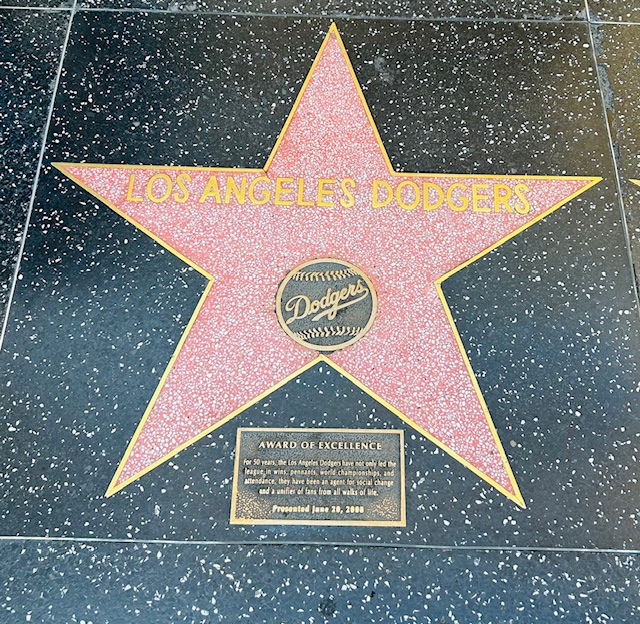 LOS ANGELES DODGERS
Dodgers
AWARD OF EXCELLENCE
For 50 years, the Los Angeles Dodgers have not only led the
league in wins, pennants, world championships, and
attendance, they have been an agent for social change
and a unifier of fans from all walks of life.
Presented June 20, 2008